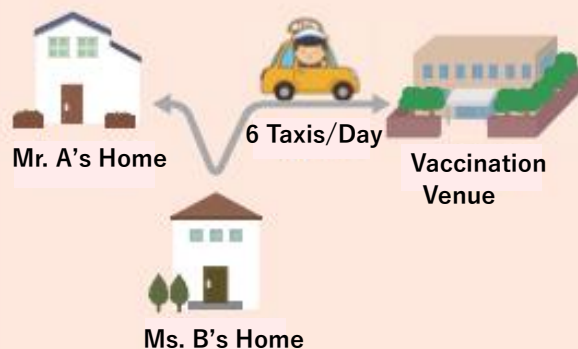 6 Taxis/Day
Mr. A's Home
Vaccination
Venue
Ms. B's Home